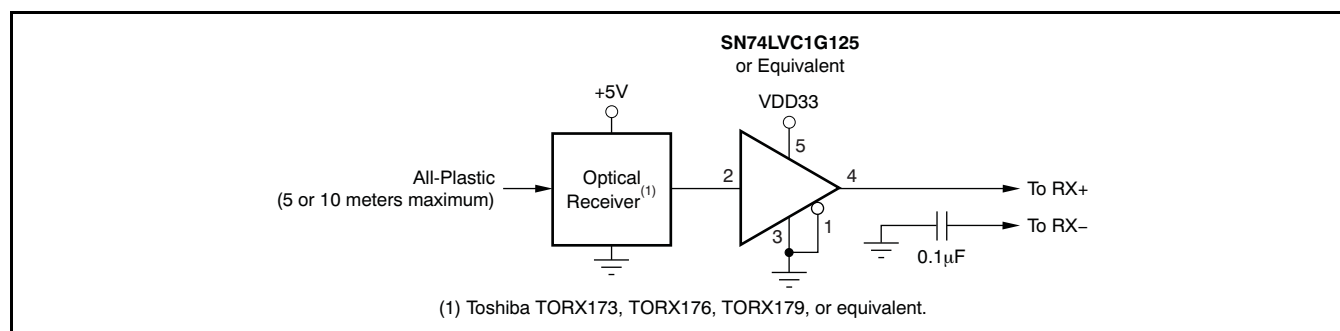 SN74LVC1G125
or Equivalent
+5V
VDD33
5
All-Plastic
(5 or 10 meters maximum)
Optical
Receiver(1)
2
4
To RX+
3
1
To RX−
0.1μF
(1) Toshiba TORX173, TORX176, TORX179, or equivalent.